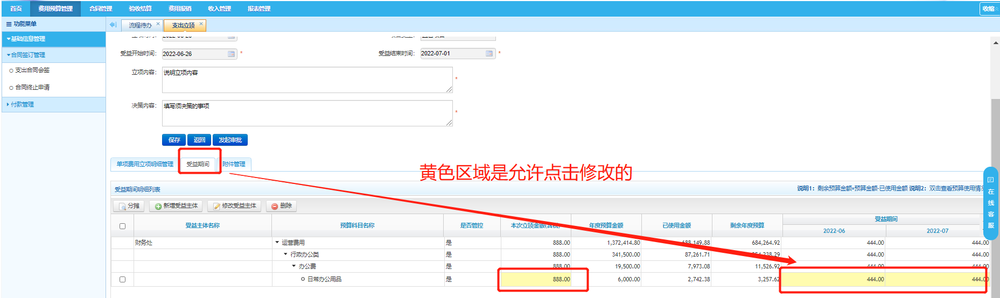 首页 费用预算管理 合同管理 验收结算 费用报销 收入管理 报表管理 收缩
功能菜单
流程待办 支出立项
基础信息管理
合同签订管理
支出合同会签
合同终止申请
付款管理
受益开始时间： 2022-06-26 * 受益结束时间： 2022-07-01 *
立项内容： 说明立项内容 *
决策内容： 填写须决策的事项 *
保存 返回 发起审批
单项费用立项明细管理 受益期间 附件管理
黄色区域是允许点击修改的
受益期间明细列表 说明1：剩余预算金额=预算金额-已使用金额 说明2：双击查看预算使用情况
在线客服
分摊 新增受益主体 修改受益主体 删除
受益主体名称 预算科目名称 是否管控 本次立项金额(含税) 年度预算金额 已使用金额 剩余年度预算 受益期间
2022-06 2022-07
财务处 运营费用 是 888.00 1,372,414.80 688,149.88 684,264.92 444.00 444.00
行政办公类 是 888.00 341,500.00 87,261.71 254,238.29 444.00 444.00
办公费 是 888.00 19,500.00 7,973.08 11,526.92 444.00 444.00
日常办公用品 是 888.00 6,000.00 2,742.38 3,257.62 444.00 444.00